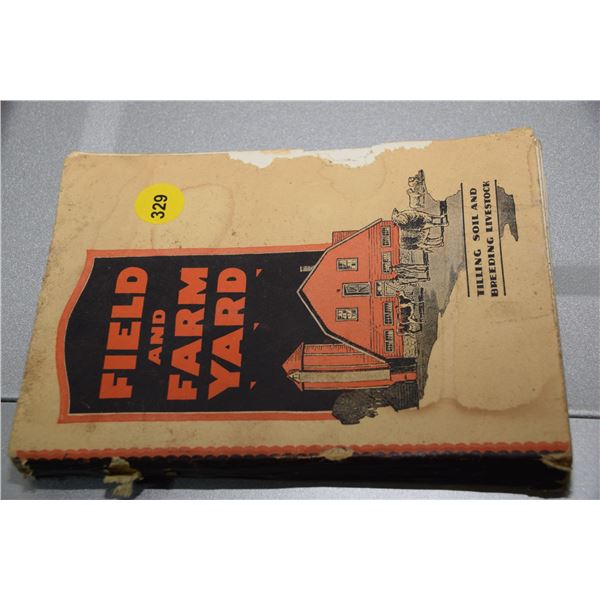 329
FIELD
AND
FARM
YARD
TILLING SOIL AND
BREEDING LIVESTOCK